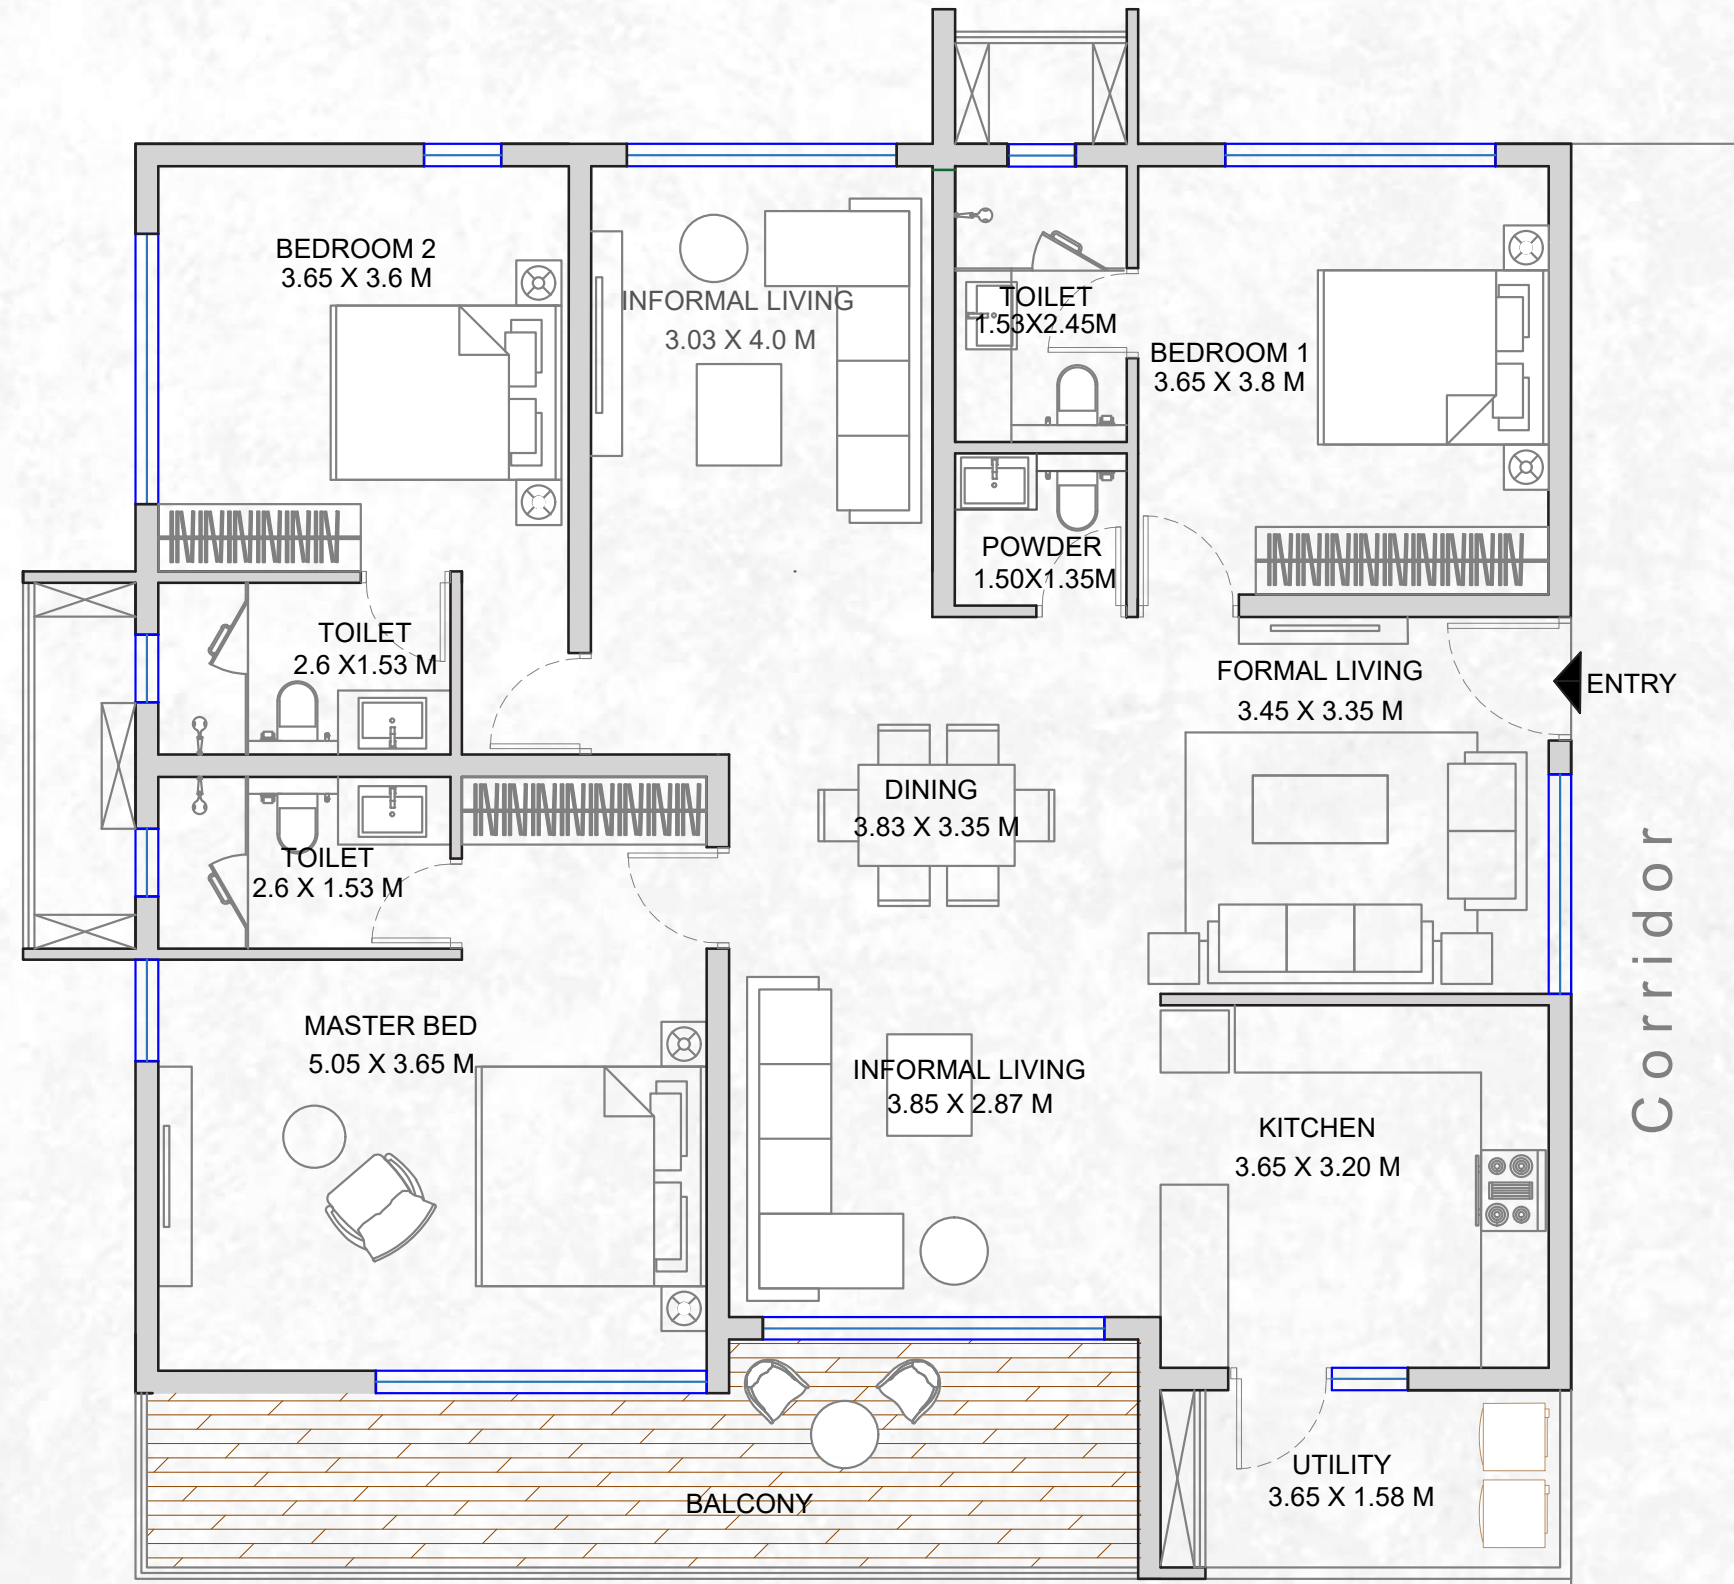 BEDROOM 2
3.65 X 3.6 M
INFORMAL LIVING
3.03 X 4.0 M
TOILET
1.53X2.45M
BEDROOM 1
3.65 X 3.8 M
POWDER
1.50X1.35M
TOILET
2.6 X1.53 M
FORMAL LIVING
3.45 X 3.35 M
ENTRY
DINING
3.83 X 3.35 M
TOILET
2.6 X 1.53 M
Corridor
MASTER BED
5.05 X 3.65 M
INFORMAL LIVING
3.85 X 2.87 M
KITCHEN
3.65 X 3.20 M
UTILITY
3.65 X 1.58 M
BALCONY